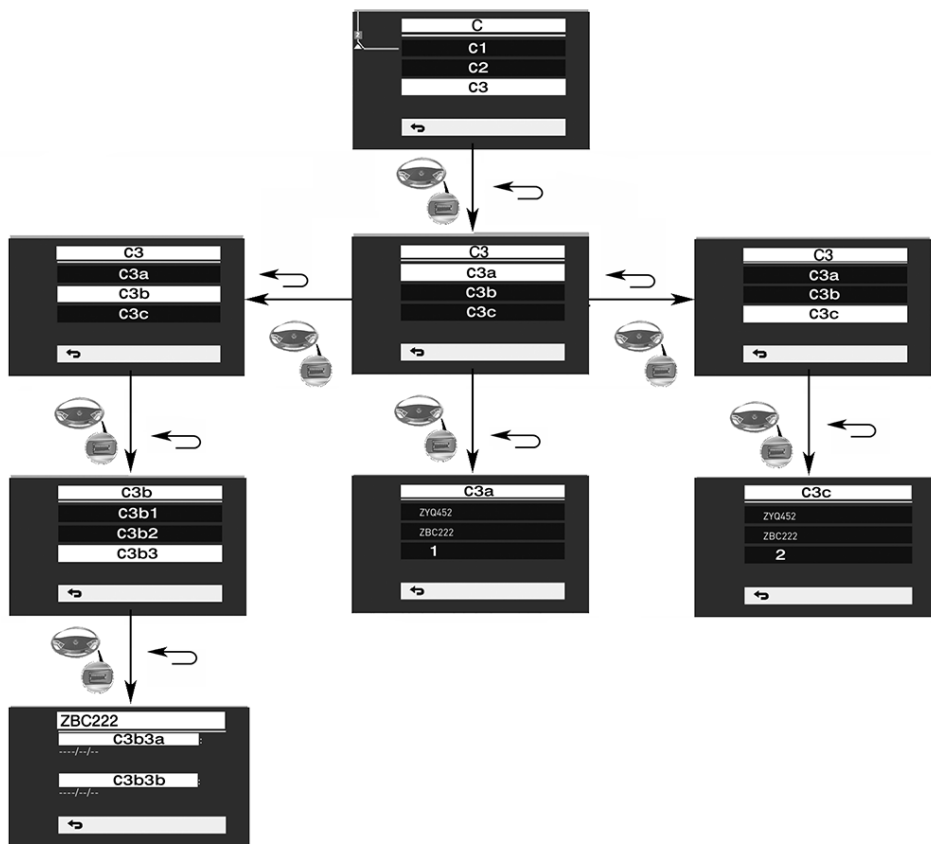 C
C1
C2
C3
C3
C3a
C3b
C3c
C3
C3a
C3b
C3c
C3
C3a
C3b
C3c
C3b
C3b1
C3b2
C3b3
C3a
ZYQ452
ZBC222
1
C3c
ZYQ452
ZBC222
2
ZBC222
C3b3a :
----/--/--
C3b3b :
----/--/--